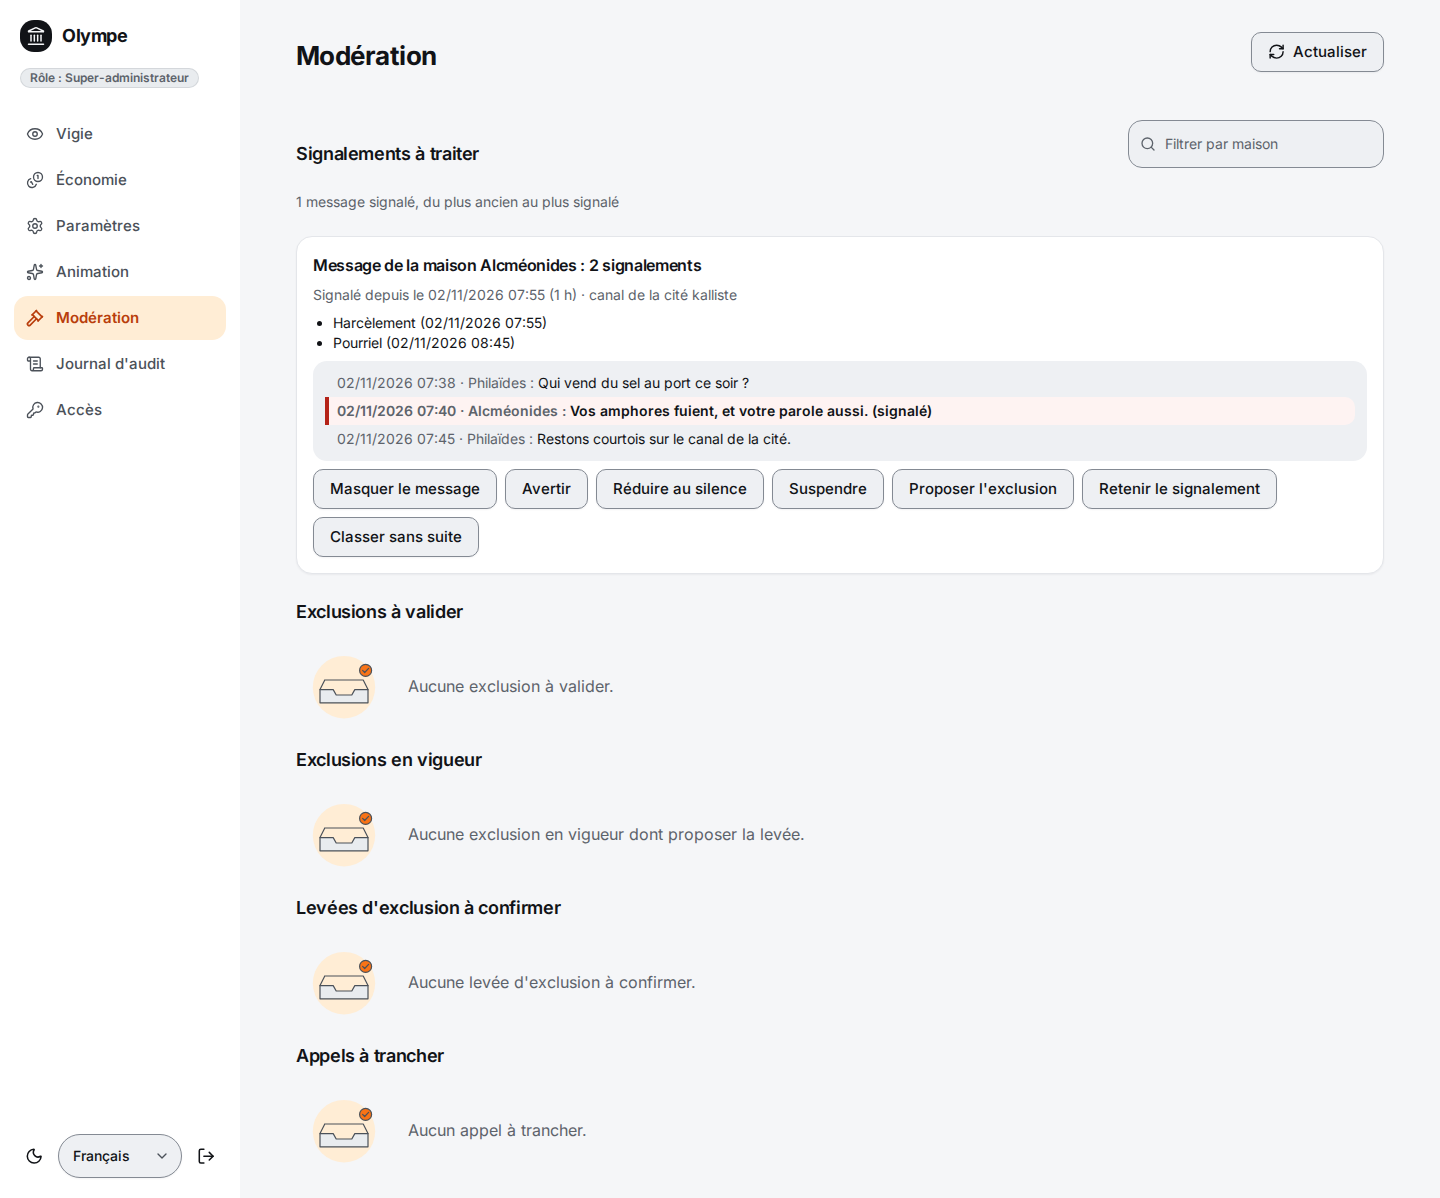 Olympe
Rôle : Super-administrateur
Vigie
Économie
Paramètres
Animation
Modération
Journal d'audit
Accès
Français
Modération
Actualiser
Signalements à traiter
Filtrer par maison
1 message signalé, du plus ancien au plus signalé
Message de la maison Alcméonides : 2 signalements
Signalé depuis le 02/11/2026 07:55 (1 h) · canal de la cité kalliste
Harcèlement (02/11/2026 07:55)
Pourriel (02/11/2026 08:45)
02/11/2026 07:38 · Philaïdes : Qui vend du sel au port ce soir ?
02/11/2026 07:40 · Alcméonides : Vos amphores fuient, et votre parole aussi. (signalé)
02/11/2026 07:45 · Philaïdes : Restons courtois sur le canal de la cité.
Masquer le message Avertir Réduire au silence Suspendre Proposer l'exclusion Retenir le signalement
Classer sans suite
Exclusions à valider
Aucune exclusion à valider.
Exclusions en vigueur
Aucune exclusion en vigueur dont proposer la levée.
Levées d'exclusion à confirmer
Aucune levée d'exclusion à confirmer.
Appels à trancher
Aucun appel à trancher.